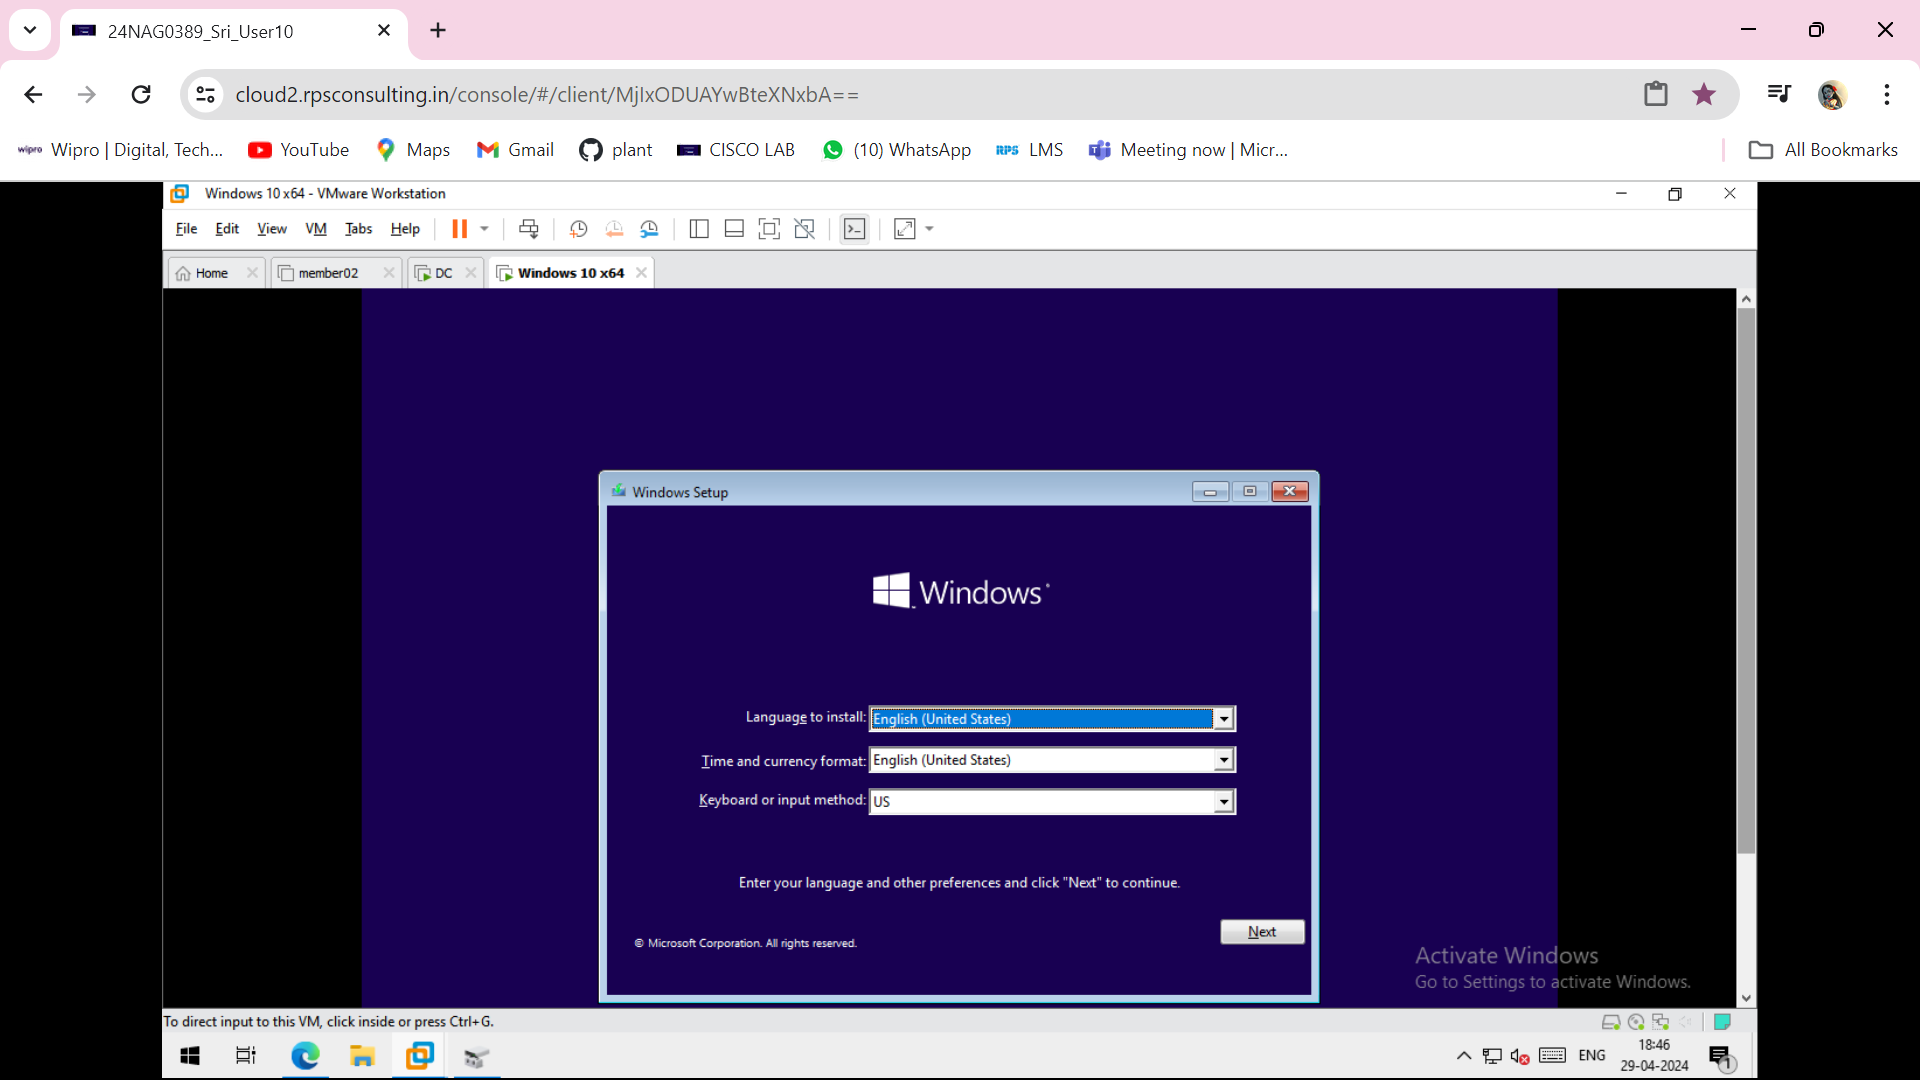 24NAG0389_Sri_User10
cloud2.rpsconsulting.in/console/#/client/MjIxODUAYwBteXNxbA==
wipro Wipro | Digital, Tech... YouTube Maps Gmail plant CISCO LAB (10) WhatsApp RPS LMS Meeting now | Micr... All Bookmarks
Windows 10 x64 - VMware Workstation
File Edit View VM Tabs Help
Home member02 DC Windows 10 x64
Windows Setup
Windows
Language to install: English (United States)
Time and currency format: English (United States)
Keyboard or input method: US
Enter your language and other preferences and click "Next" to continue.
Next
© Microsoft Corporation. All rights reserved.
Activate Windows
Go to Settings to activate Windows.
To direct input to this VM, click inside or press Ctrl+G.
ENG
18:46
29-04-2024
1